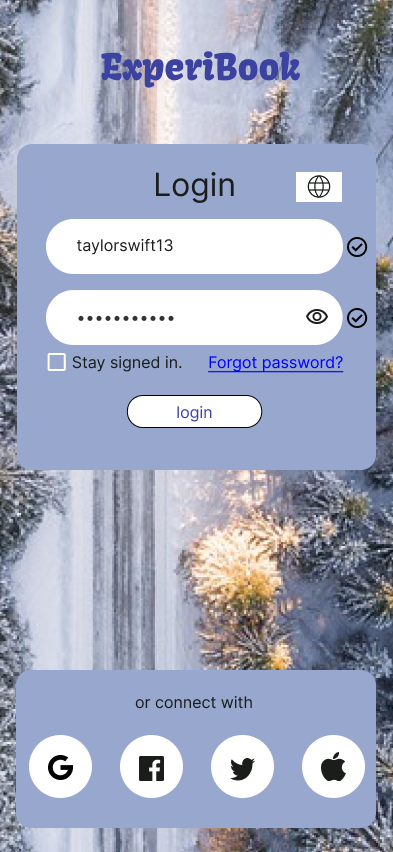 ExperiBook
Login
taylorswift13
•••••••••••
Stay signed in. Forgot password?
login
or connect with